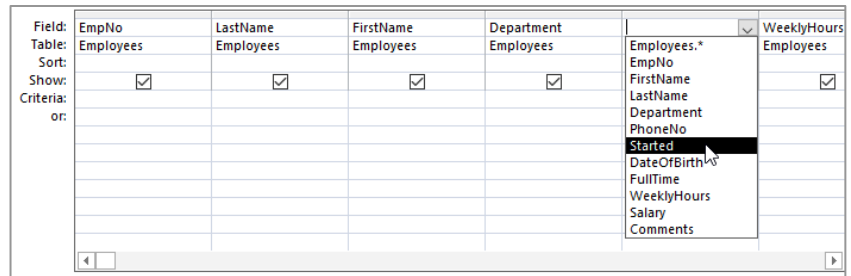 Field: EmpNo LastName FirstName Department WeeklyHours
Table: Employees Employees Employees Employees Employees
Sort:
Show:
Criteria:
or:
Employees.*
EmpNo
FirstName
LastName
Department
PhoneNo
Started
DateOfBirth
FullTime
WeeklyHours
Salary
Comments